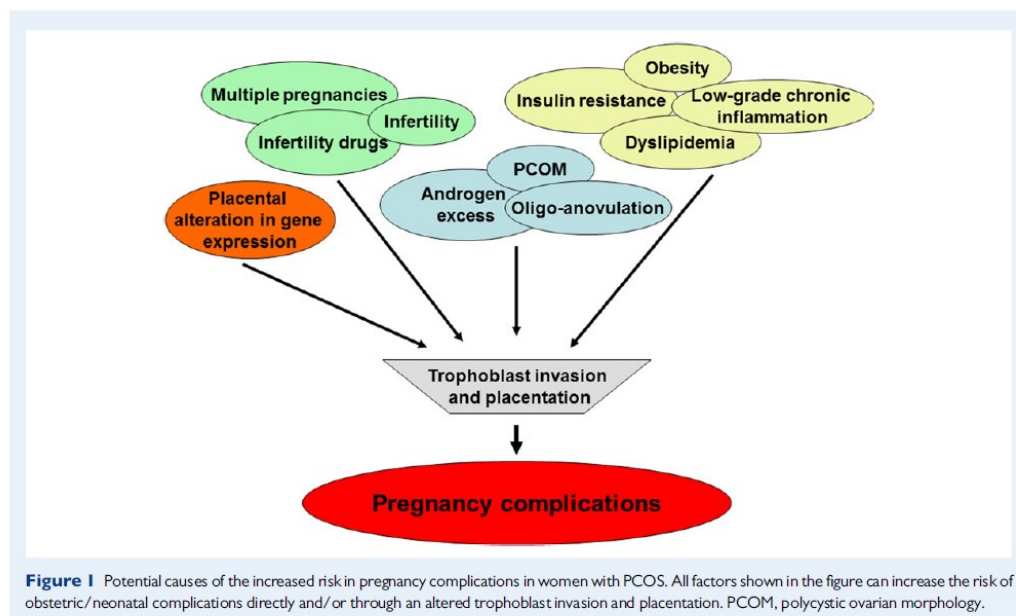 Obesity
Multiple pregnancies
Insulin resistance
Low-grade chronic
inflammation
Infertility
Infertility drugs
Dyslipidemia
PCOM
Androgen
excess
Oligo-anovulation
Placental
alteration in gene
expression
Trophoblast invasion
and placentation
Pregnancy complications
Figure 1 Potential causes of the increased risk in pregnancy complications in women with PCOS. All factors shown in the figure can increase the risk of
obstetric/neonatal complications directly and/or through an altered trophoblast invasion and placentation. PCOM, polycystic ovarian morphology.